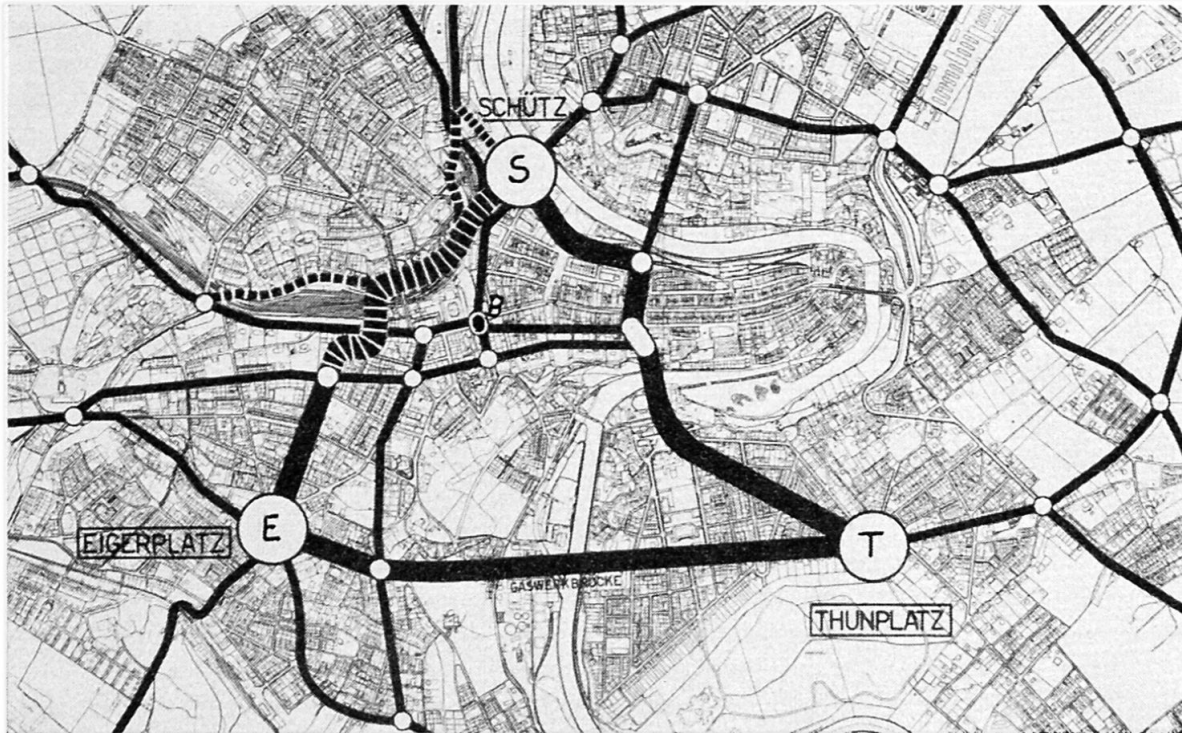 SCHÜTZ
S
B
E
EIGERPLATZ
T
GASWERKBRÜCKE
THUNPLATZ